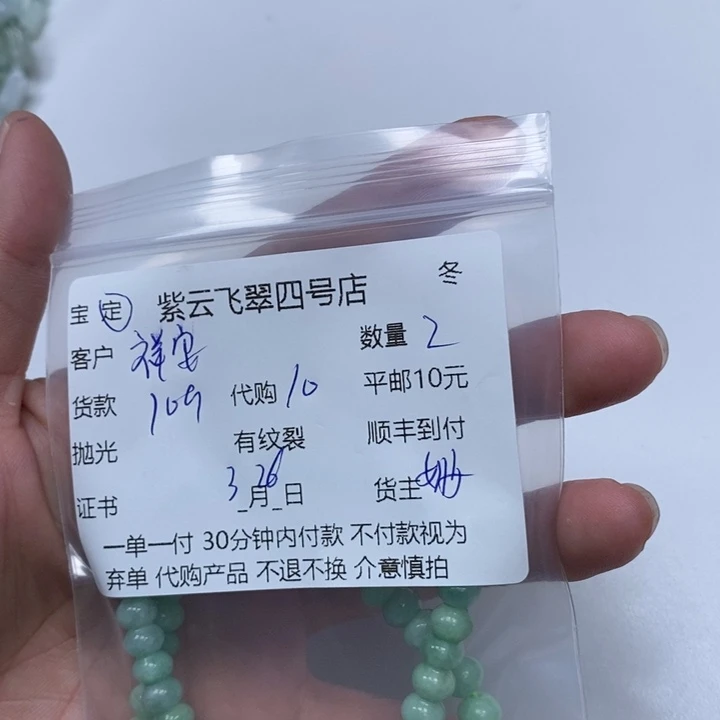 冬
宝 定 紫云飞翠四号店
客户 祥安 数量 2
货款 109 代购 10 平邮10元
抛光 有纹裂 顺丰到付
证书 3月26日 货主
一单一付 30分钟内付款 不付款视为
弃单 代购产品 不退不换 介意慎拍